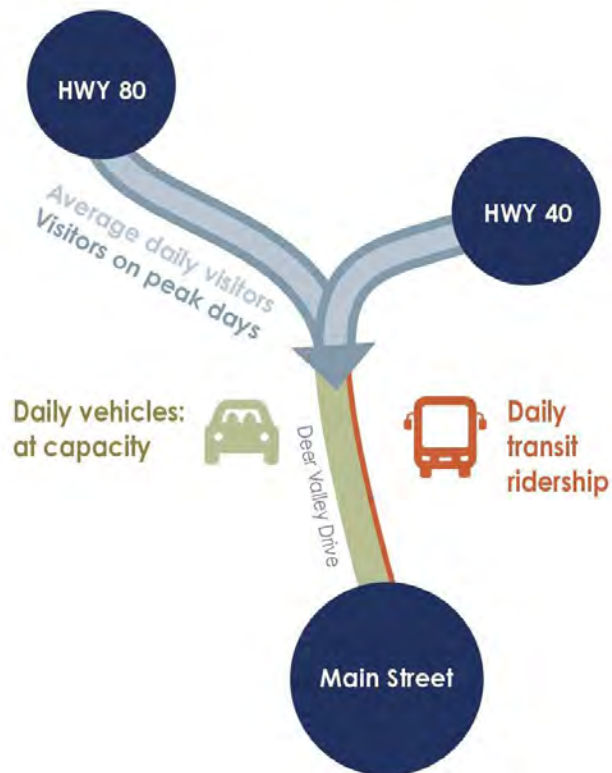 HWY 80
HWY 40
Average daily visitors
Visitors on peak days
Daily vehicles:
at capacity
Deer Valley Drive
Daily
transit
ridership
Main Street